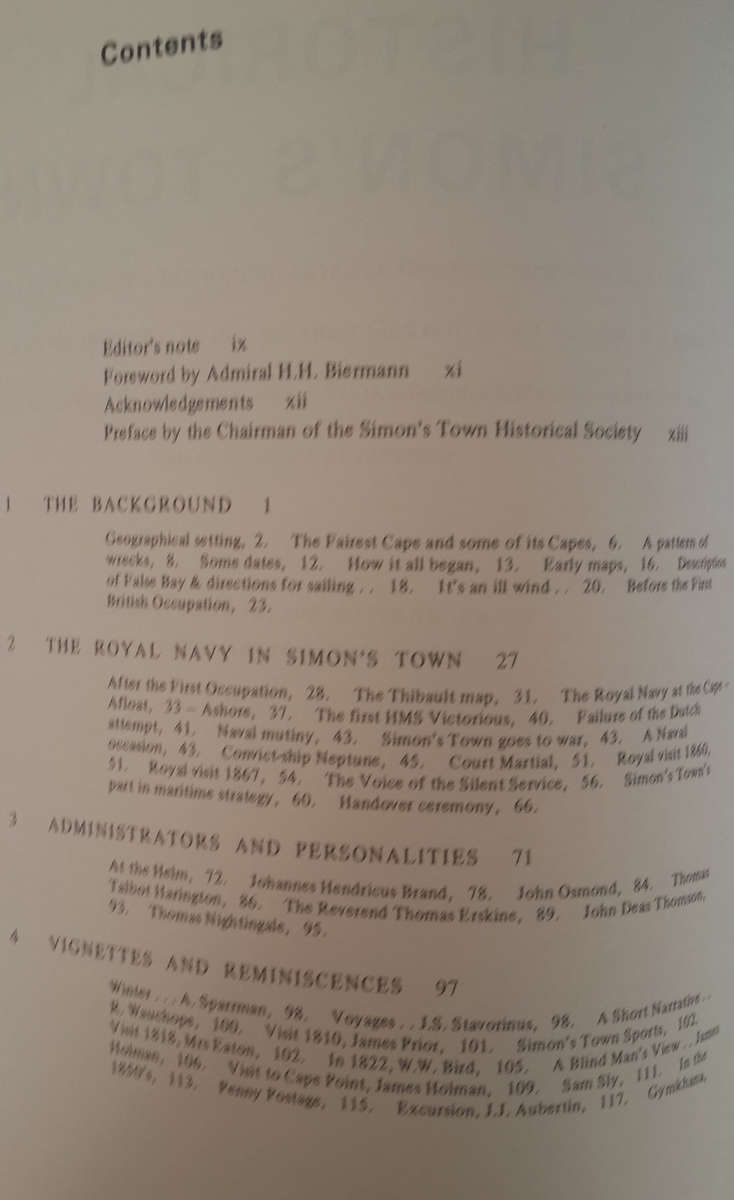 Contents
Editor's note ix
Foreword by Admiral H.H. Biermann xi
Acknowledgements xii
Preface by the Chairman of the Simon's Town Historical Society xiii
1 THE BACKGROUND 1
Geographical setting, 2. The Fairest Cape and some of its Capes, 6. A pattern of
wrecks, 8. Some dates, 12. How it all began, 13. Early maps, 16. Description
of False Bay & directions for sailing . . 18. It's an ill wind . . 20. Before the First
British Occupation, 23.
2 THE ROYAL NAVY IN SIMON'S TOWN 27
After the First Occupation, 28. The Thibault map, 31. The Royal Navy at the Cape –
Afloat, 33 – Ashore, 37. The first HMS Victorious, 40. Failure of the Dutch
attempt, 41. Naval mutiny, 43. Simon's Town goes to war, 43. A Naval
occasion, 43. Convict-ship Neptune, 45. Court Martial, 51. Royal visit 1860,
51. Royal visit 1867, 54. The Voice of the Silent Service, 56. Simon's Town's
part in maritime strategy, 60. Handover ceremony, 66.
3 ADMINISTRATORS AND PERSONALITIES 71
At the Helm, 72. Johannes Hendricus Brand, 78. John Osmond, 84. Thomas
Talbot Harington, 86. The Reverend Thomas Erskine, 89. John Deas Thomson,
93. Thomas Nightingale, 95.
4 VIGNETTES AND REMINISCENCES 97
Winter . . . A. Sparrman, 98. Voyages . . J.S. Stavorinus, 98. A Short Narrative . .
R. Wauchope, 100. Visit 1810, James Prior, 101. Simon's Town Sports, 102.
Visit 1818, Mrs Eaton, 102. In 1822, W.W. Bird, 105. A Blind Man's View . . James
Holman, 106. Visit to Cape Point, James Holman, 109. Sam Sly, 111. In the
1850's, 113. Penny Postage, 115. Excursion, J.J. Aubertin, 117. Gymkhana,